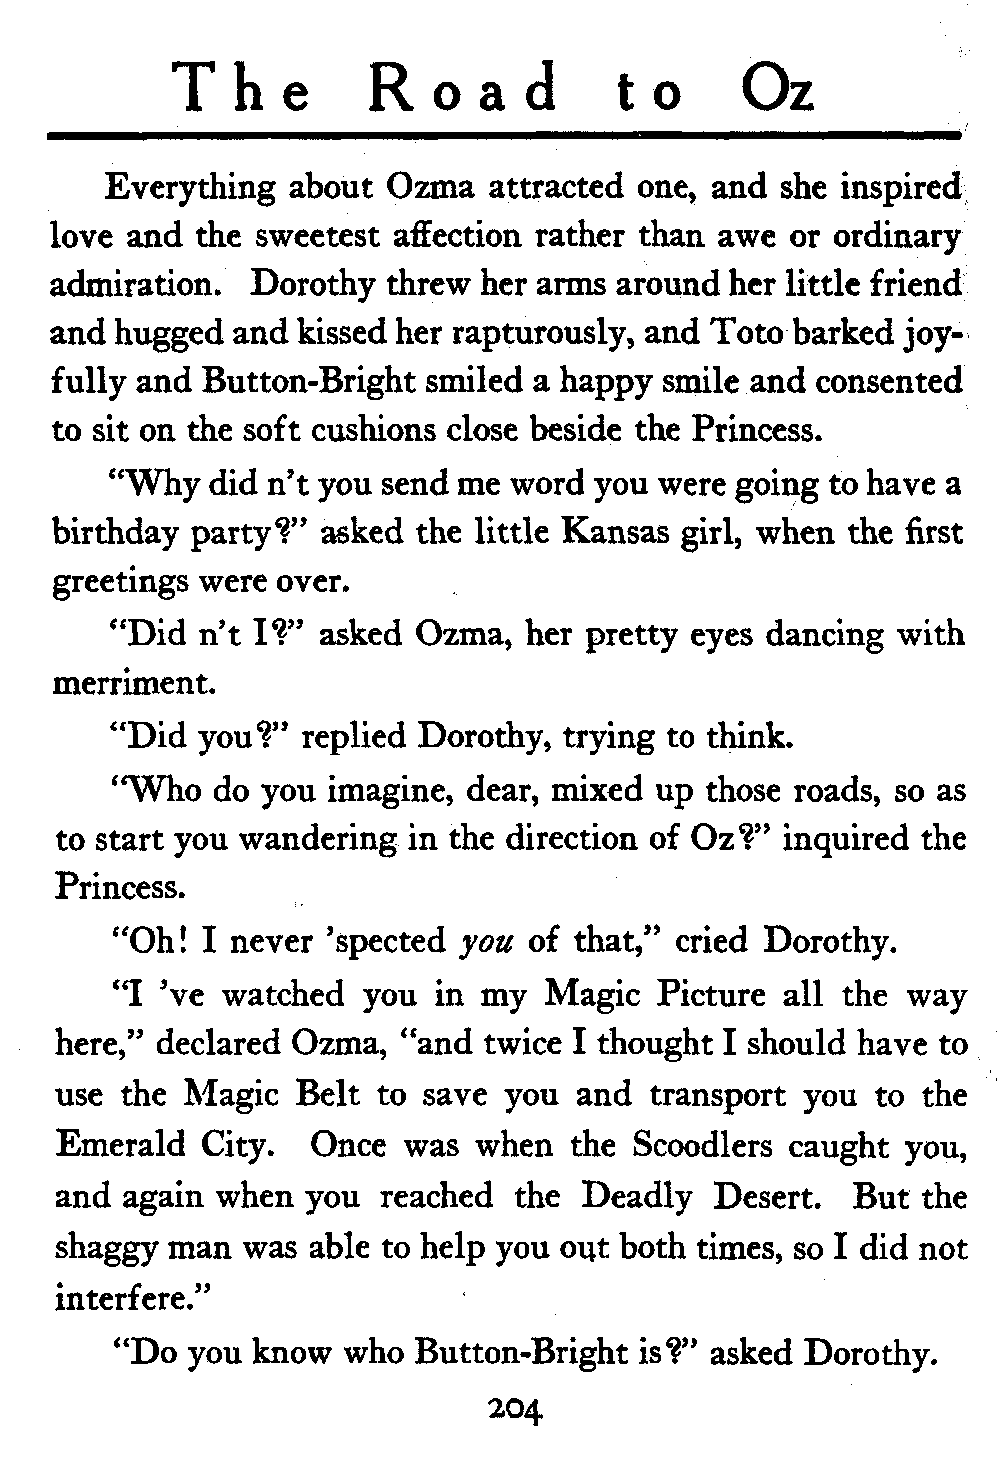 The Road to Oz
Everything about Ozma attracted one, and she inspired
love and the sweetest affection rather than awe or ordinary
admiration. Dorothy threw her arms around her little friend
and hugged and kissed her rapturously, and Toto barked joy-
fully and Button-Bright smiled a happy smile and consented
to sit on the soft cushions close beside the Princess.
“Why did n’t you send me word you were going to have a
birthday party?” asked the little Kansas girl, when the first
greetings were over.
“Did n’t I?” asked Ozma, her pretty eyes dancing with
merriment.
“Did you?” replied Dorothy, trying to think.
“Who do you imagine, dear, mixed up those roads, so as
to start you wandering in the direction of Oz?” inquired the
Princess.
“Oh! I never ’spected you of that,” cried Dorothy.
“I ’ve watched you in my Magic Picture all the way
here,” declared Ozma, “and twice I thought I should have to
use the Magic Belt to save you and transport you to the
Emerald City. Once was when the Scoodlers caught you,
and again when you reached the Deadly Desert. But the
shaggy man was able to help you out both times, so I did not
interfere.”
“Do you know who Button-Bright is?” asked Dorothy.
204